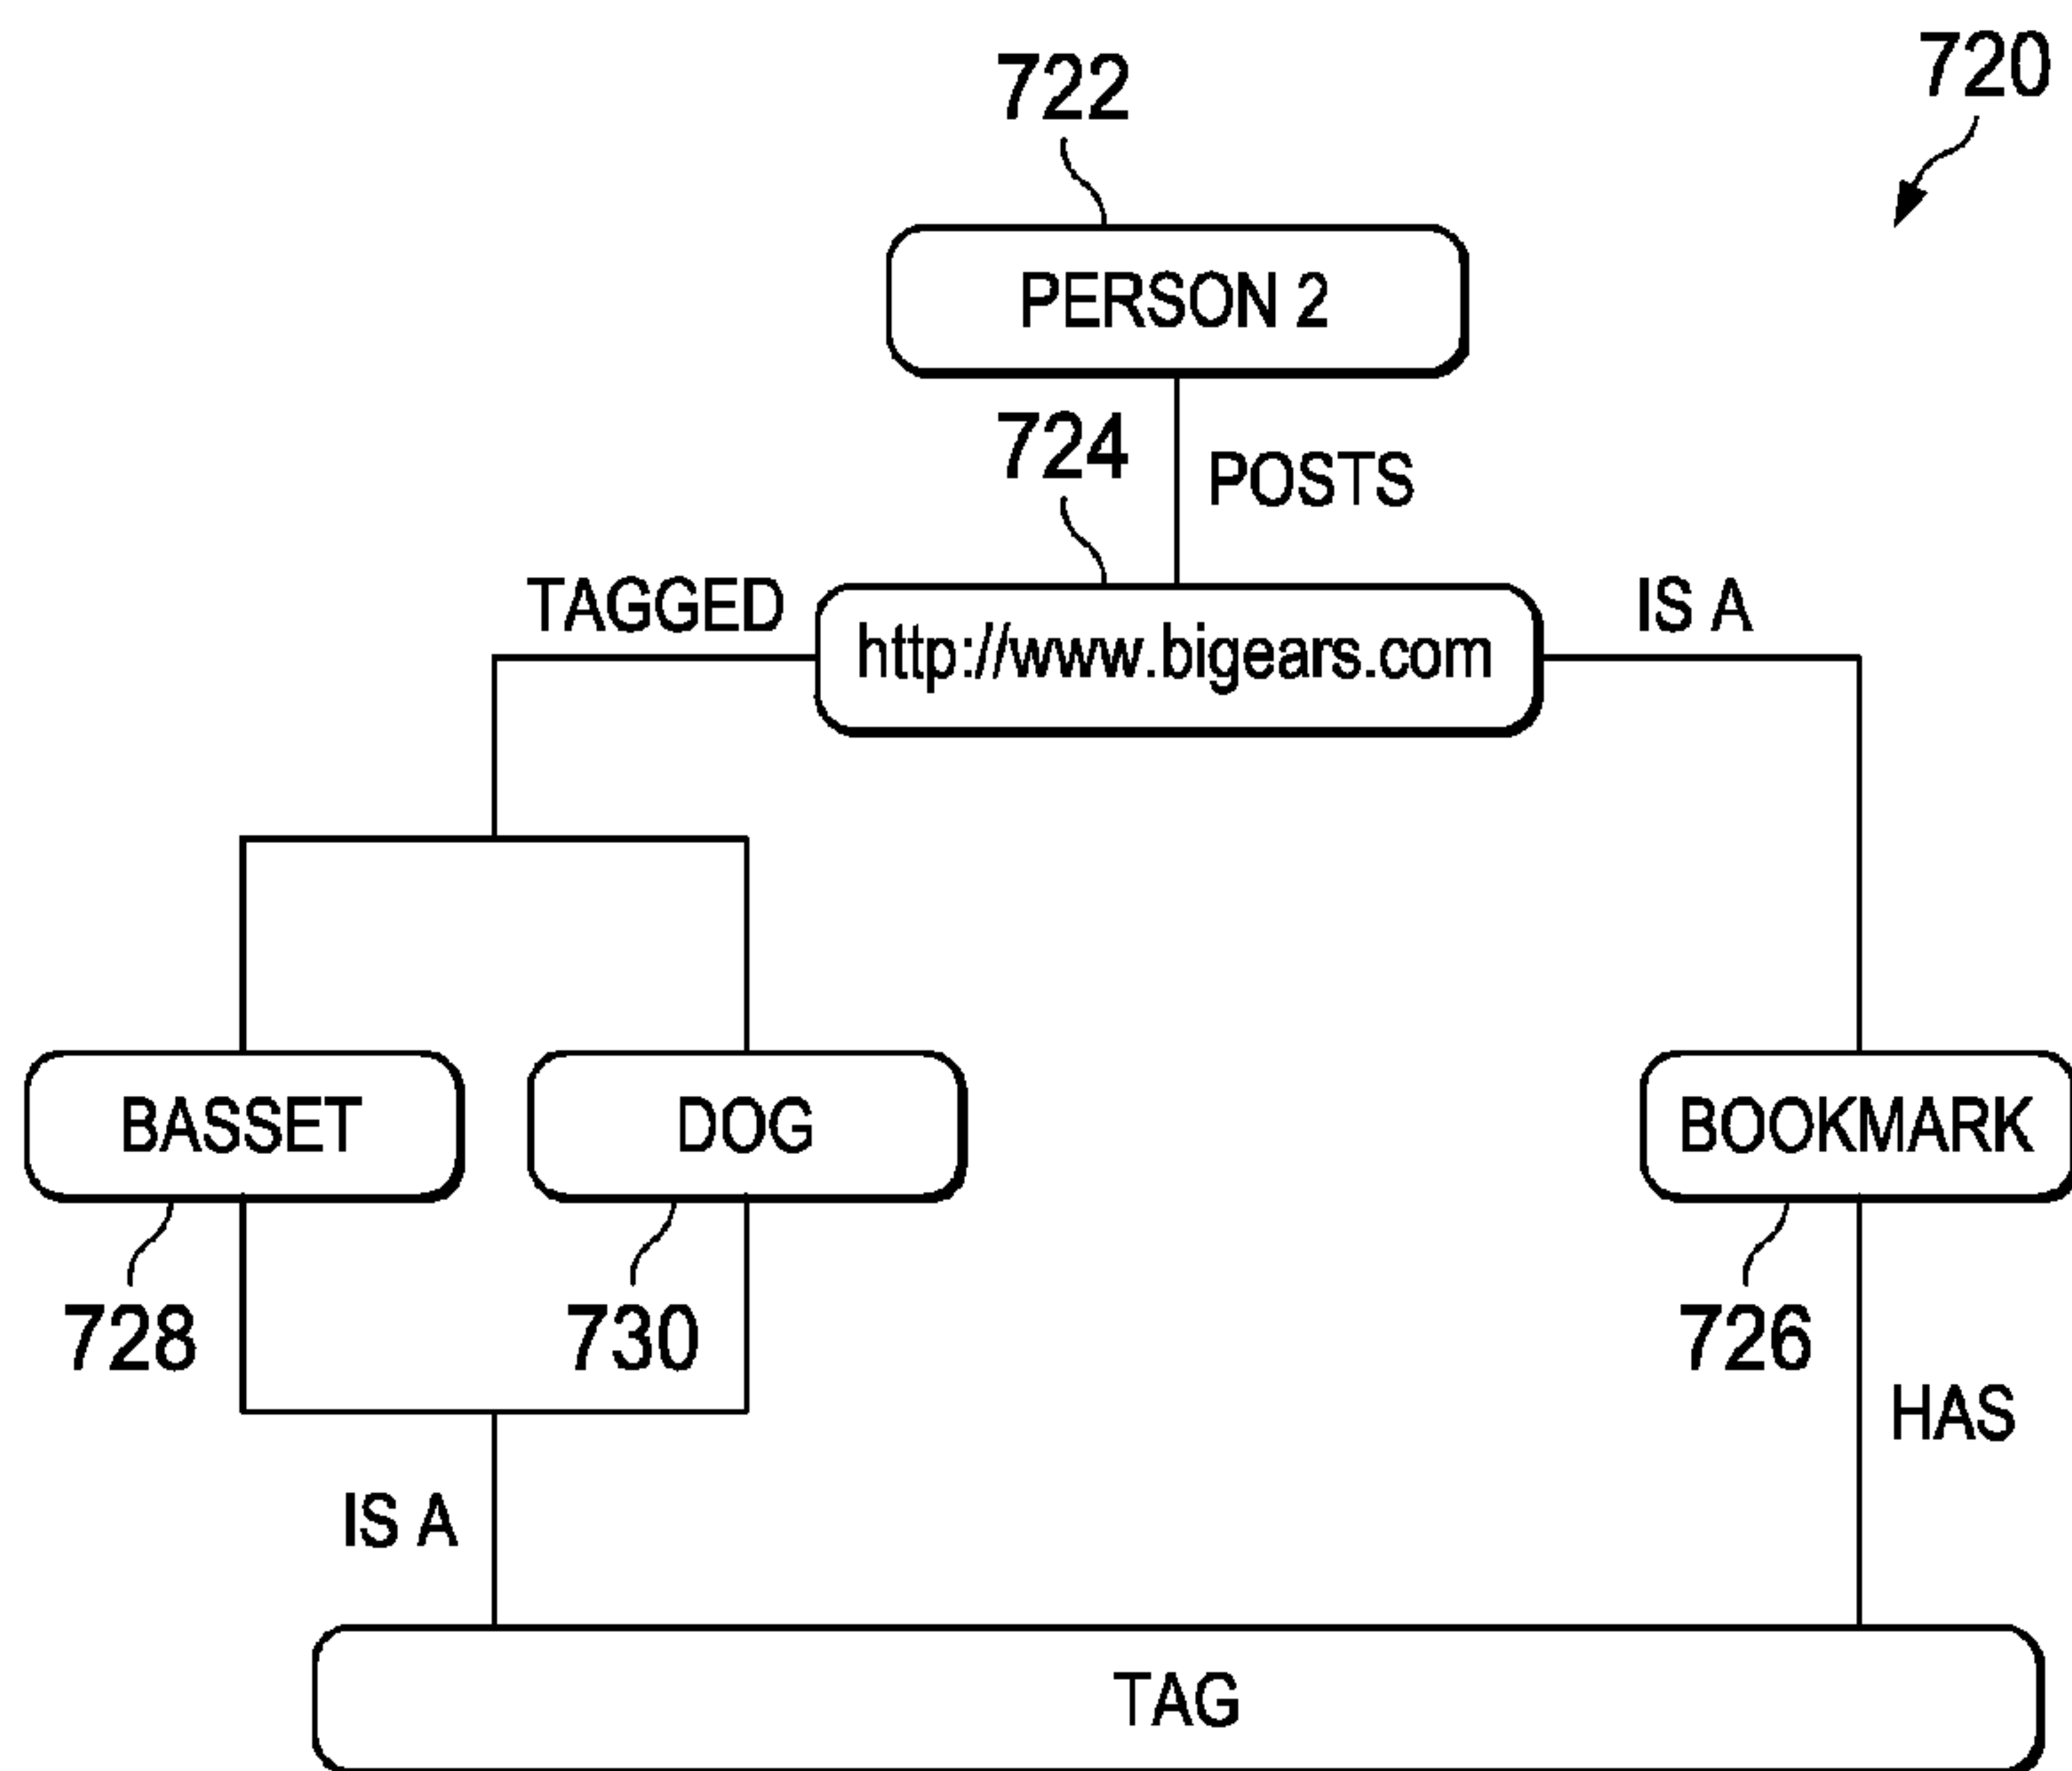 720
722
PERSON 2
724
POSTS
TAGGED
IS A
http://www.bigears.com
BASSET
DOG
BOOKMARK
728
730
726
HAS
IS A
TAG